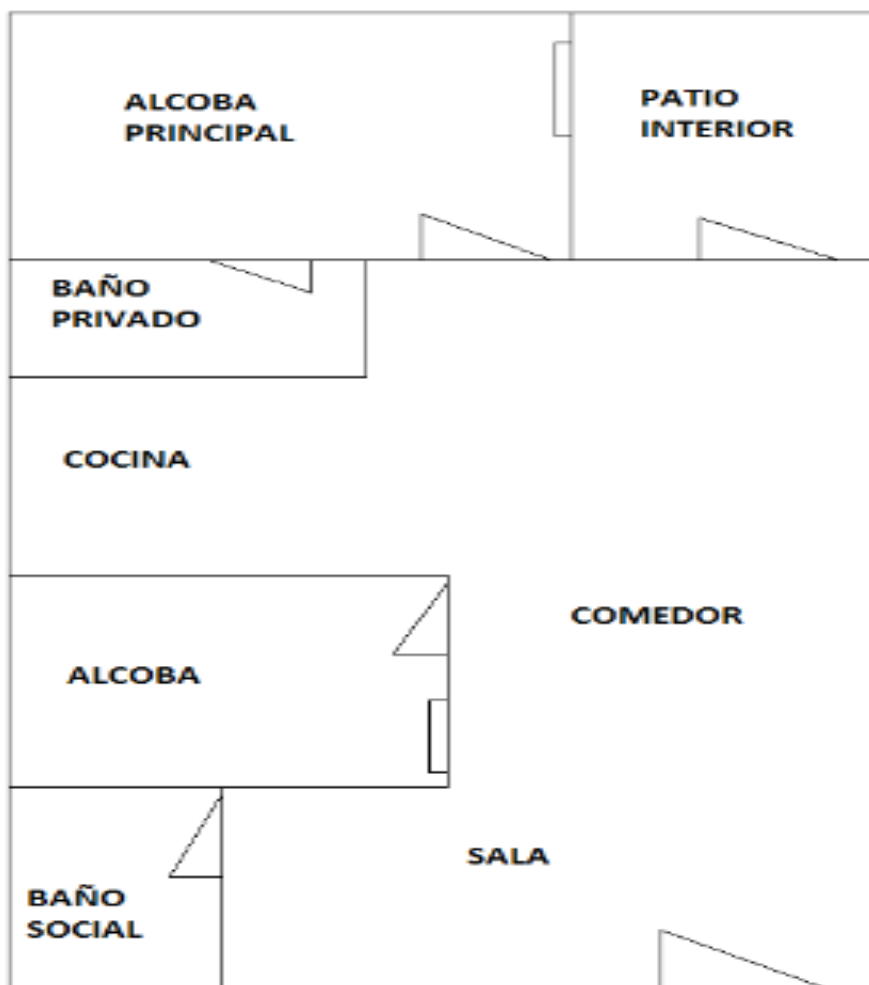 ALCOBA
PRINCIPAL
PATIO
INTERIOR
BAÑO
PRIVADO
COCINA
COMEDOR
ALCOBA
SALA
BAÑO
SOCIAL